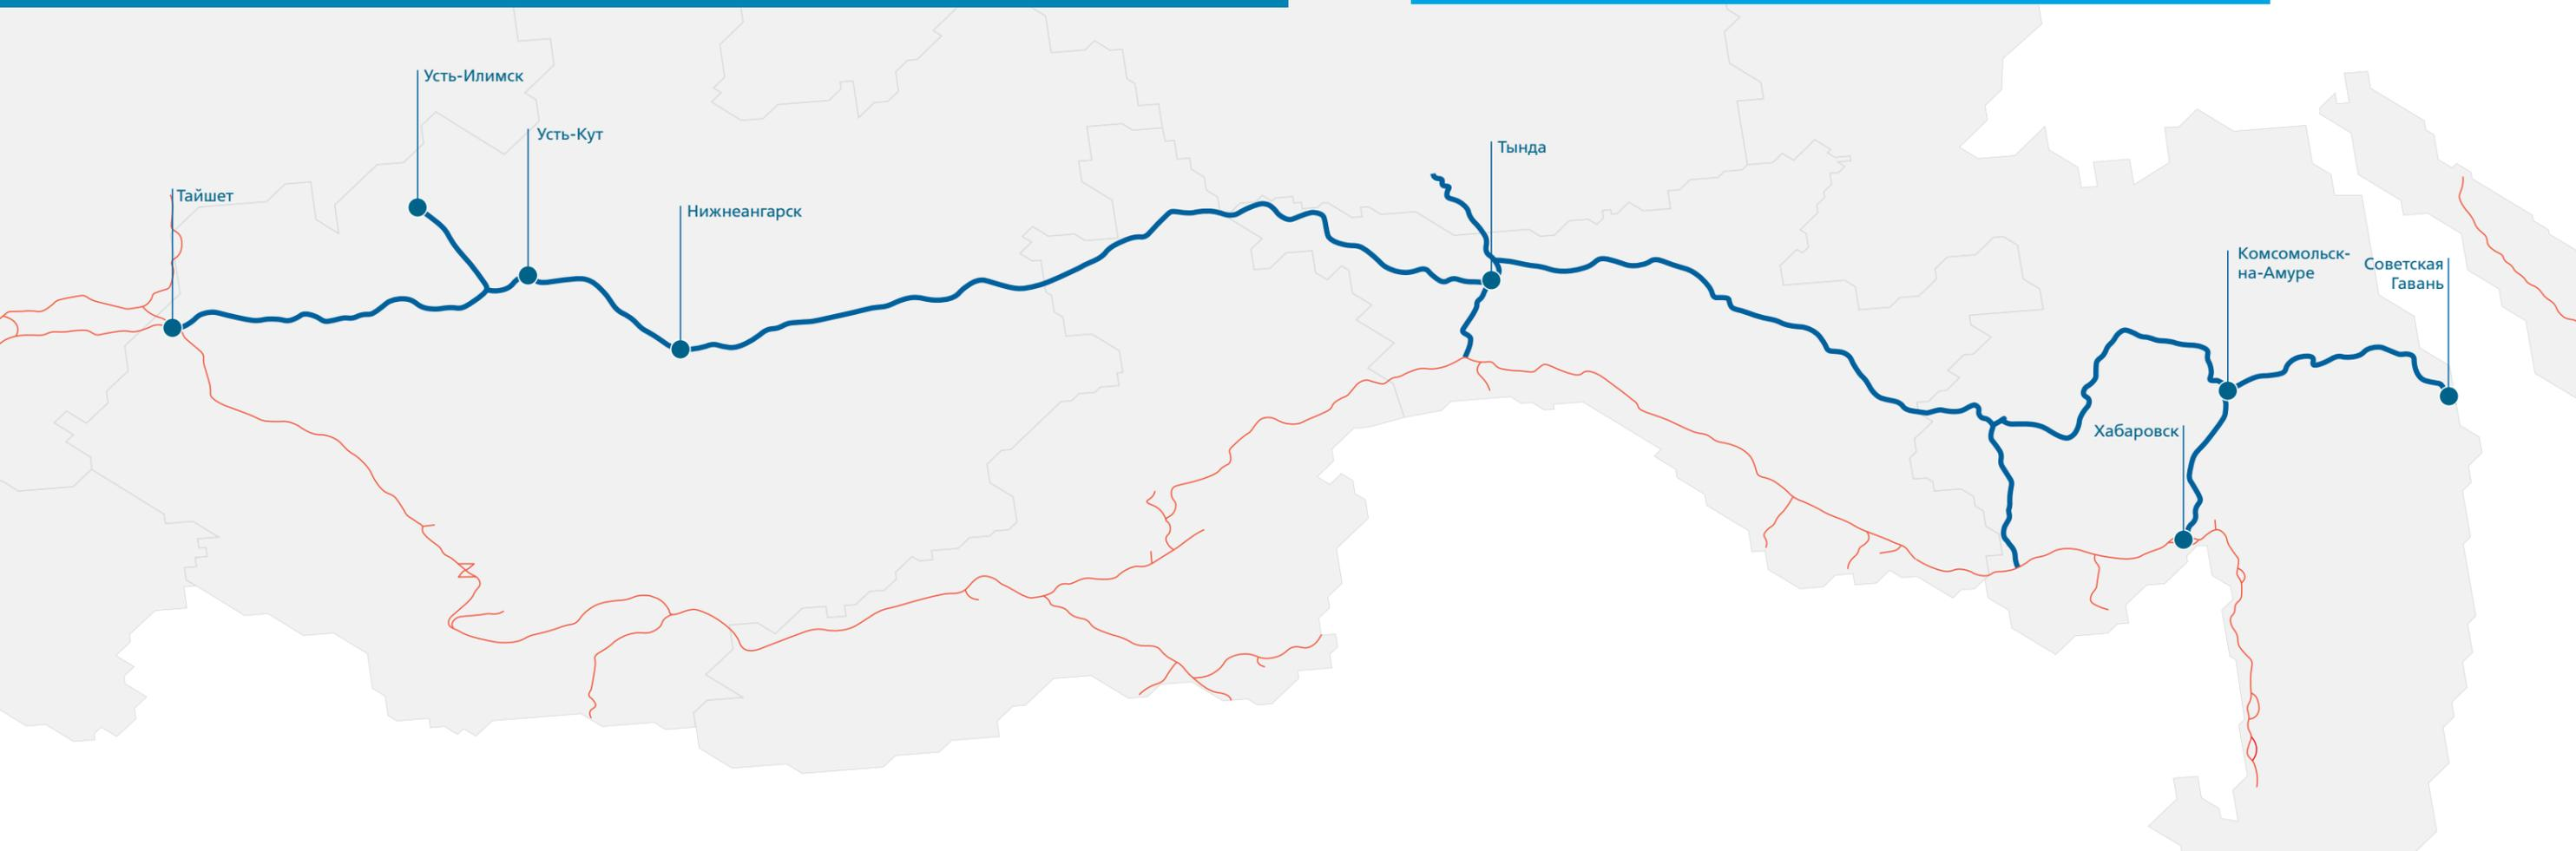 Усть-Илимск
Усть-Кут
Тайшет
Нижнеангарск
Тында
Комсомольск-
на-Амуре
Советская
Гавань
Хабаровск